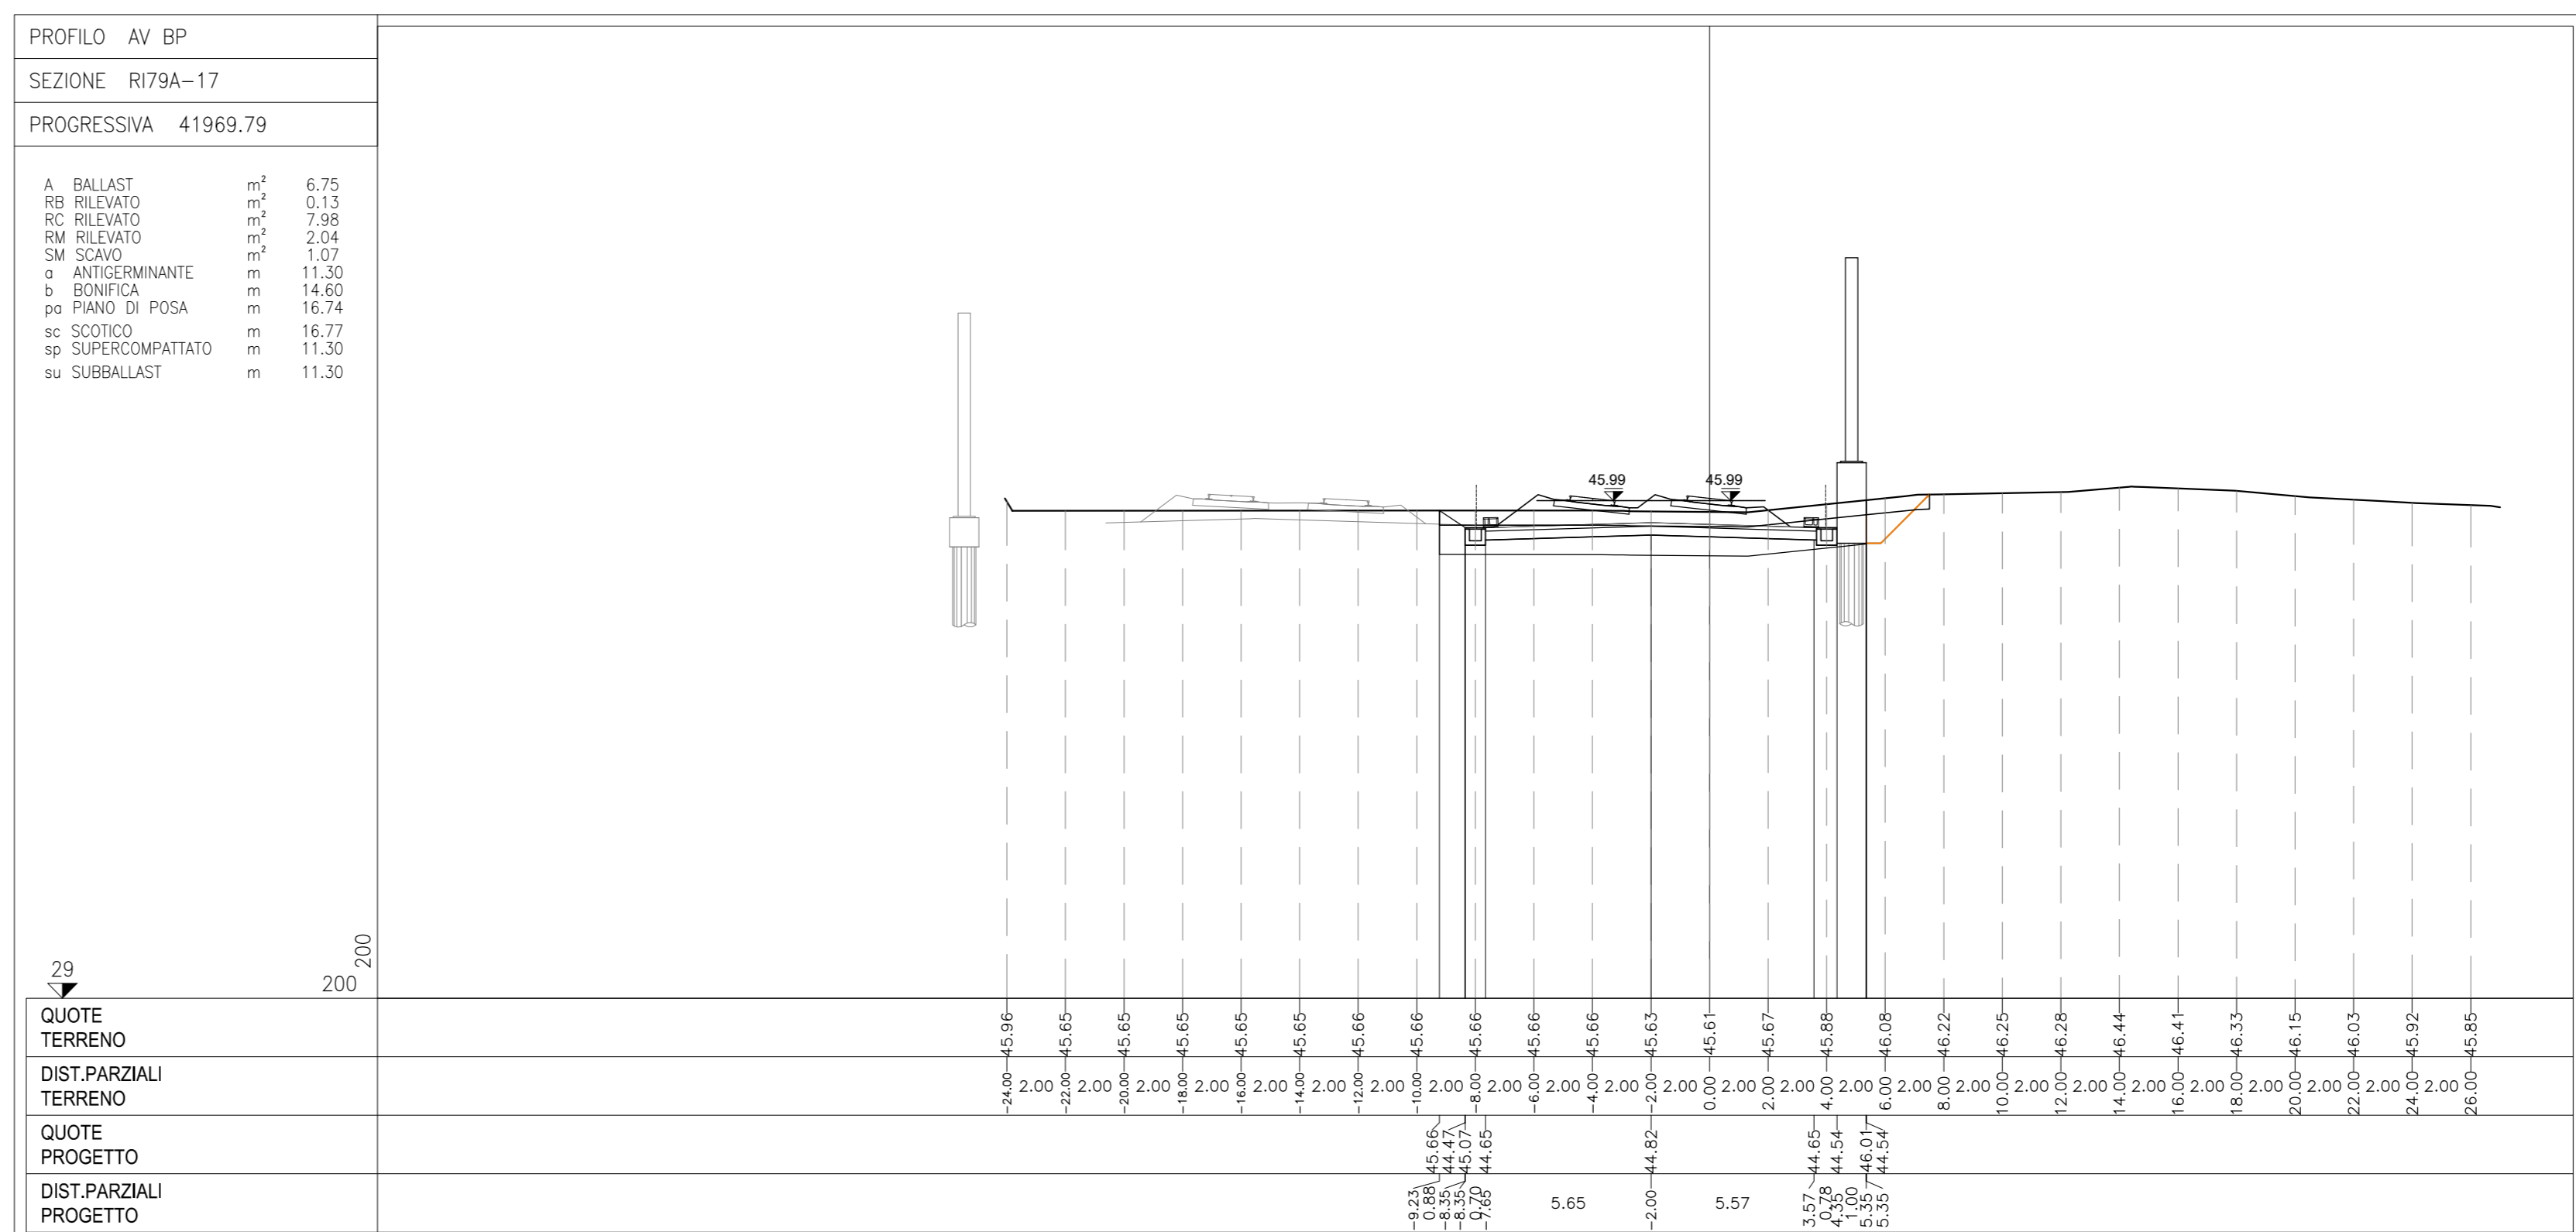 PROFILO AV BP
SEZIONE RI79A-17
PROGRESSIVA 41969.79
A BALLAST m² 6.75
RB RILEVATO m² 0.13
RC RILEVATO m² 7.98
RM RILEVATO m² 2.04
SM SCAVO m² 1.07
a ANTIGERMINANTE m 11.30
b BONIFICA m 14.60
pa PIANO DI POSA m 16.74
sc SCOTICO m 16.77
sp SUPERCOMPATTATO m 11.30
su SUBBALLAST m 11.30
45.99 45.99
29
200
200
QUOTE
TERRENO
45.96 45.65 45.65 45.65 45.65 45.65 45.66 45.66 45.66 45.66 45.66 45.63 45.61 45.67 45.88 46.08 46.22 46.25 46.28 46.44 46.41 46.33 46.15 46.03 45.92 45.85
DIST.PARZIALI
TERRENO
-24.00 2.00 -22.00 2.00 -20.00 2.00 -18.00 2.00 -16.00 2.00 -14.00 2.00 -12.00 2.00 -10.00 2.00 -8.00 2.00 -6.00 2.00 -4.00 2.00 -2.00 2.00 0.00 2.00 2.00 2.00 4.00 2.00 6.00 2.00 8.00 2.00 10.00 2.00 12.00 2.00 14.00 2.00 16.00 2.00 18.00 2.00 20.00 2.00 22.00 2.00 24.00 2.00 26.00
QUOTE
PROGETTO
45.66 44.47 45.07 44.65 44.82 44.65 44.54 46.01 44.54
DIST.PARZIALI
PROGETTO
-9.23 0.88 -8.35 -8.35 0.70 -7.65 5.65 -2.00 5.57 3.57 0.78 4.35 1.00 5.35 5.35